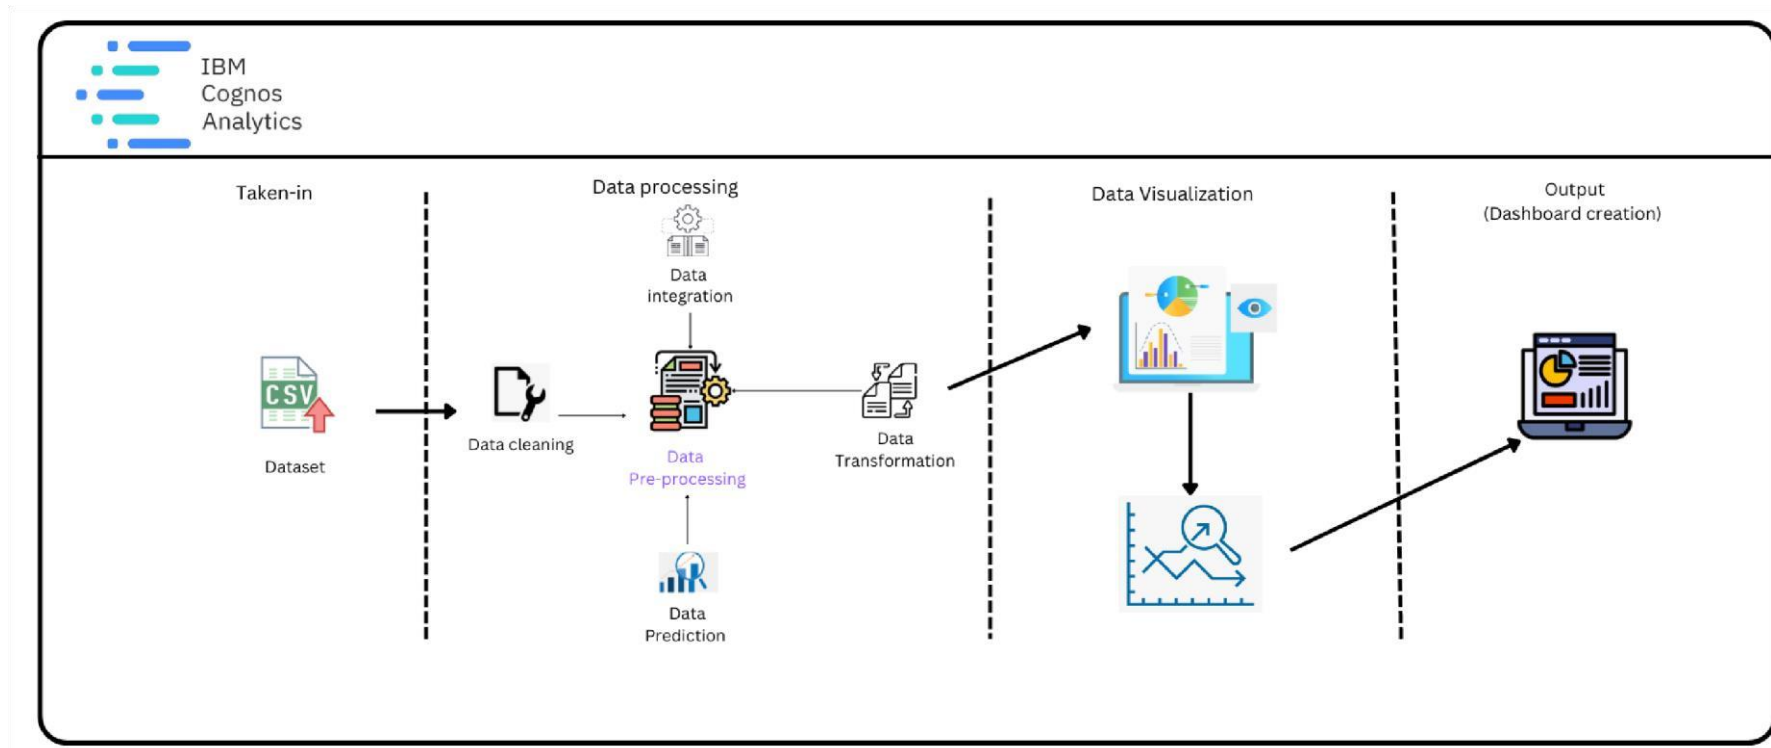 IBM
Cognos
Analytics
Taken-in
Data processing
Data Visualization
Output
(Dashboard creation)
Data
integration
CSV
Dataset
Data cleaning
Data
Pre-processing
Data
Transformation
Data
Prediction